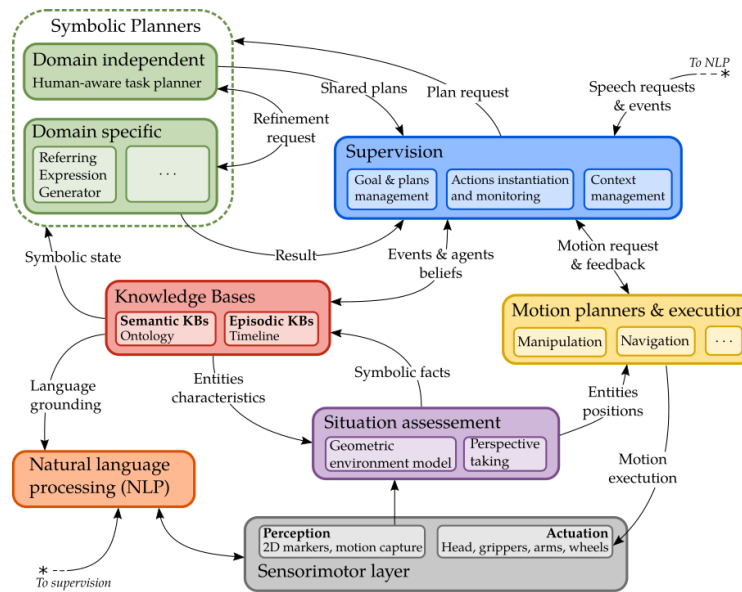 Symbolic Planners
Domain independent
Human-aware task planner
Domain specific
Referring
Expression
Generator
. . .
Shared plans
Plan request
Refinement
request
To NLP
*
Speech requests
& events
Supervision
Goal & plans
management
Actions instantiation
and monitoring
Context
management
Symbolic state
Result
Events & agents
beliefs
Motion request
& feedback
Knowledge Bases
Semantic KBs
Ontology
Episodic KBs
Timeline
Motion planners & execution
Manipulation
Navigation
. . .
Language
grounding
Entities
characteristics
Symbolic facts
Entities
positions
Situation assessement
Geometric
environment model
Perspective
taking
Natural language
processing (NLP)
Motion
exectution
Perception
2D markers, motion capture
Actuation
Head, grippers, arms, wheels
Sensorimotor layer
*
To supervision